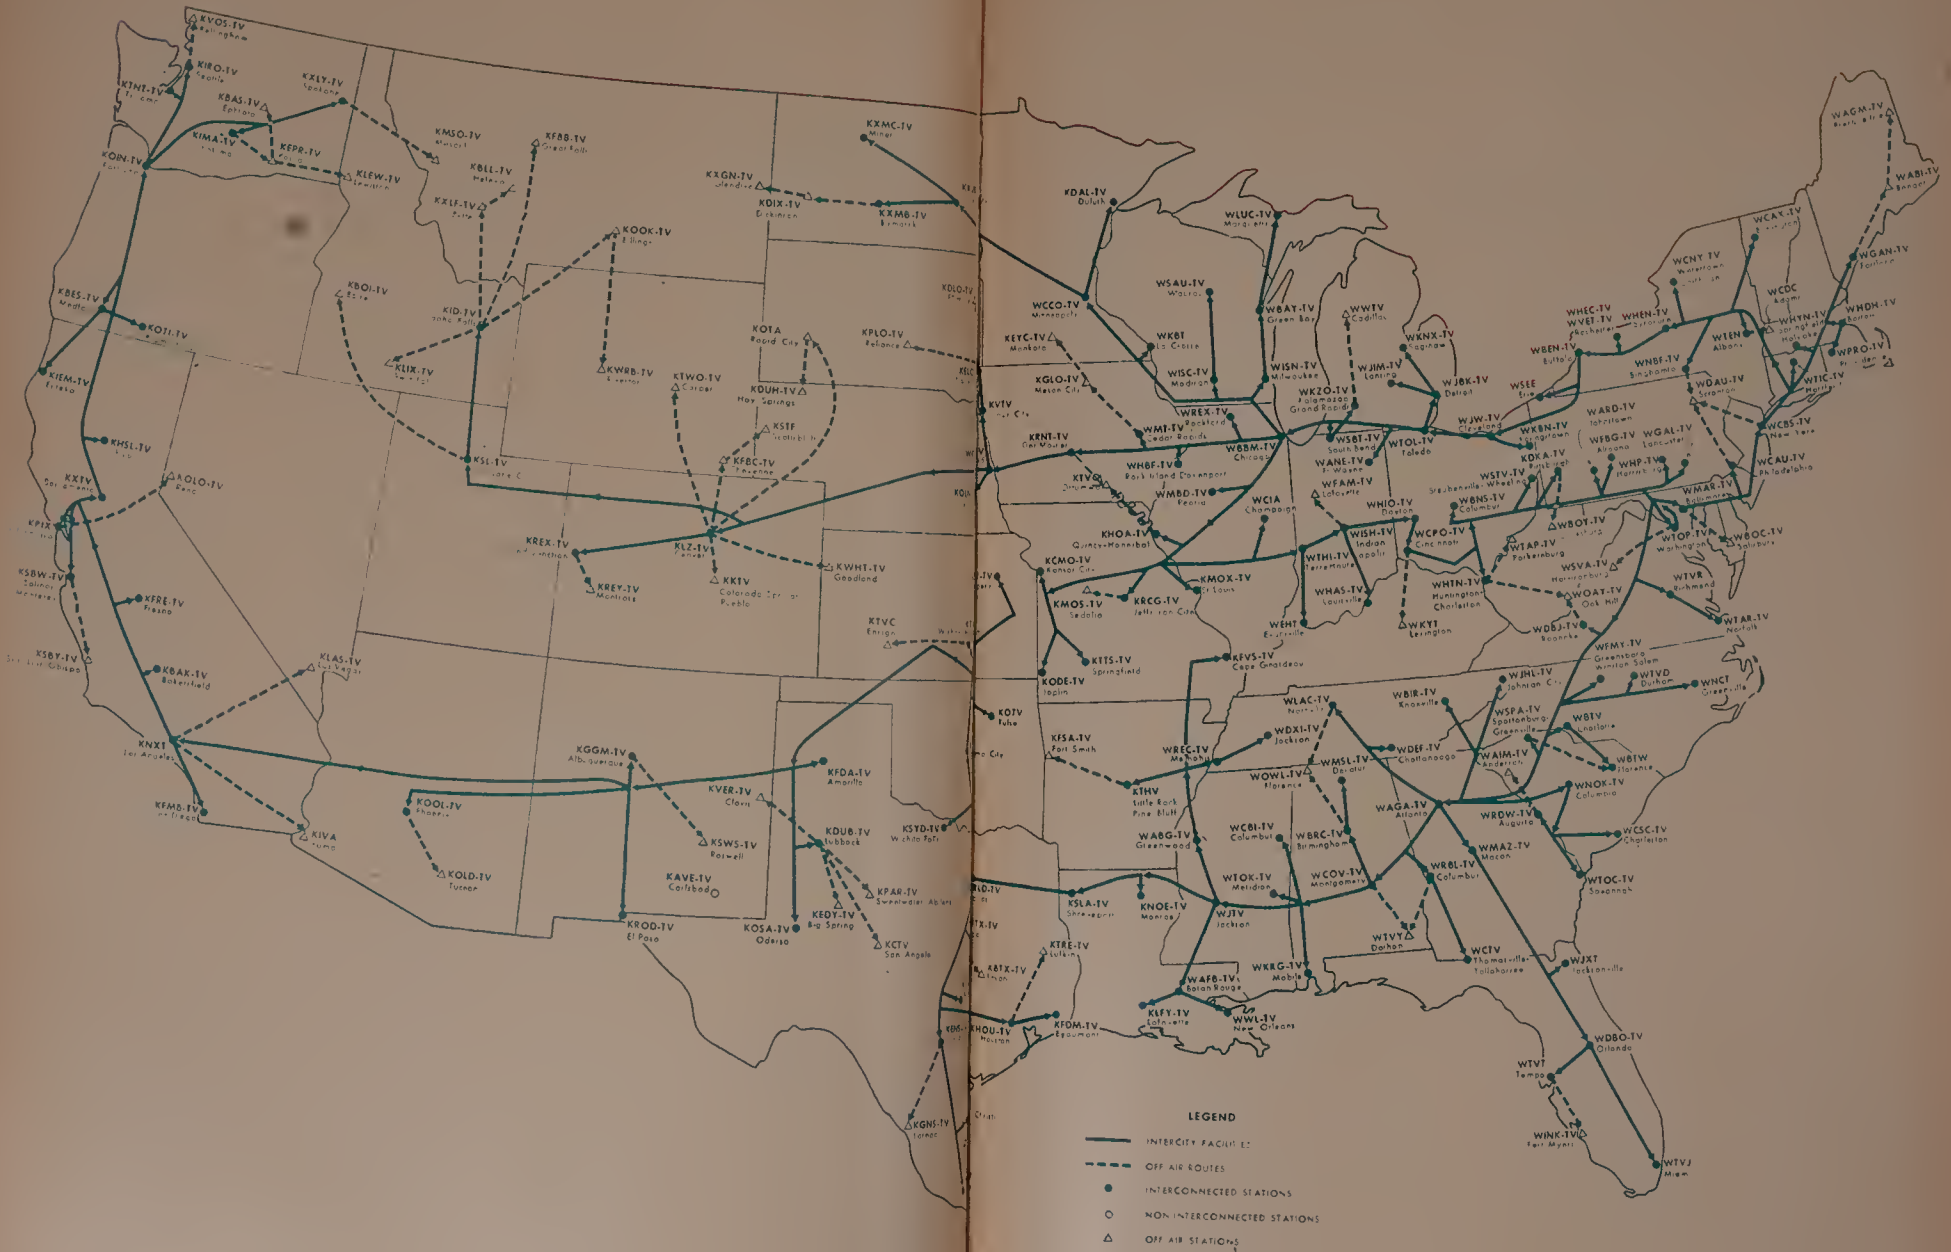 KVOS-TV
KIRO-TV
Seattle
KTNT-TV
KXLY-TV
Spokane
KBAS-TV
Ephrata
KIMA-TV
KEPR-TV
KLEW-TV
Lewiston
KOIN-TV
KMSO-TV
KBLL-TV
Helena
KXLF-TV
Butte
KFBB-TV
Great Falls
KOOK-TV
Billings
KXGN-TV
Glendive
KDIX-TV
Dickinson
KXMC-TV
Minot
KXMB-TV
Bismarck
KBES-TV
KOTI-TV
KIEM-TV
Eureka
KBOI-TV
Boise
KID-TV
Idaho Falls
KLIX-TV
KWRB-TV
KTWO-TV
Casper
KOTA
Rapid City
KDUH-TV
Hay Springs
KPLO-TV
Reliance
KDLO-TV
KSTF
KFBC-TV
Cheyenne
KHSL-TV
KXTV
KOLO-TV
Reno
KPIX
KSL-TV
KSBW-TV
Salinas
Monterey
KSBY-TV
San Luis Obispo
KFRE-TV
Fresno
KBAK-TV
Bakersfield
KLAS-TV
Las Vegas
KNXT
Los Angeles
KFMB-TV
KIVA
Yuma
KREX-TV
KREY-TV
Montrose
KLZ-TV
Denver
KKTV
Colorado Springs
Pueblo
KWHT-TV
Goodland
KTVC
Ensign
KGGM-TV
Albuquerque
KOOL-TV
Phoenix
KOLD-TV
Tucson
KSWS-TV
Roswell
KAVE-TV
Carlsbad
KROD-TV
El Paso
KFDA-TV
Amarillo
KVER-TV
Clovis
KDUB-TV
Lubbock
KPAR-TV
Sweetwater Abilene
KEDY-TV
Big Spring
KOSA-TV
Odessa
KCTV
San Angelo
KSYD-TV
Wichita Falls
KGNS-TV
Laredo
KDAL-TV
Duluth
WLUC-TV
Marquette
WCCO-TV
Minneapolis
WSAU-TV
Wausau
WBAY-TV
Green Bay
WWTV
Cadillac
WKNX-TV
Saginaw
KEYC-TV
Mankato
WKBT
La Crosse
KGLO-TV
Mason City
WISC-TV
Madison
WISN-TV
Milwaukee
WJIM-TV
Lansing
WKZO-TV
Kalamazoo
Grand Rapids
WJBK-TV
Detroit
KVTV
KRNT-TV
Des Moines
WMT-TV
Cedar Rapids
WREX-TV
Rockford
WBBM-TV
Chicago
WHBF-TV
Rock Island Davenport
WMBD-TV
Peoria
WSBT-TV
South Bend
WANE-TV
Ft Wayne
WTOL-TV
Toledo
WJW-TV
Cleveland
WKBN-TV
Youngstown
WSEE
Erie
WCIA
Champaign
WFAM-TV
Lafayette
WHIO-TV
Dayton
WISH-TV
Indianapolis
WCPO-TV
Cincinnati
WTHI-TV
Terre Haute
WHAS-TV
Louisville
WEHT
Evansville
WKYT
Lexington
KHQA-TV
Quincy-Hannibal
KCMO-TV
Kansas City
KMOS-TV
Sedalia
KRCG-TV
Jefferson City
KMOX-TV
St Louis
KTTS-TV
Springfield
KODE-TV
Joplin
KFVS-TV
Cape Girardeau
KOTV
KFSA-TV
Fort Smith
KTHV
Little Rock
Pine Bluff
WREC-TV
Memphis
WDXI-TV
Jackson
WLAC-TV
WOWL-TV
Florence
WMSL-TV
Decatur
WDEF-TV
Chattanooga
WBIR-TV
Knoxville
WJHL-TV
Johnson City
WABG-TV
Greenwood
WCBI-TV
Columbus
WBRC-TV
Birmingham
WAGA-TV
Atlanta
WMAZ-TV
Macon
WRBL-TV
Columbus
WTOK-TV
Meridian
WCOV-TV
Montgomery
KSLA-TV
Shreveport
KNOE-TV
Monroe
WJTV
Jackson
WTVY
Dothan
WCTV
Thomasville-
Tallahassee
WKRG-TV
Mobile
WAFB-TV
Baton Rouge
KLFY-TV
Lafayette
WWL-TV
New Orleans
KTRE-TV
Lufkin
KBTX-TV
KHOU-TV
Houston
KFDM-TV
Beaumont
WJXT
Jacksonville
WDBO-TV
Orlando
WTVT
Tampa
WINK-TV
Fort Myers
WTVJ
Miami
WAGM-TV
WABI-TV
Bangor
WCAX-TV
WCNY-TV
Watertown
WGAN-TV
Portland
WCDC
Adams
WHEC-TV
WVET-TV
Rochester
WHEN-TV
Syracuse
WTEN
Albany
WHYN-TV
Springfield
Holyoke
WHDH-TV
Boston
WPRO-TV
WTIC-TV
Hartford
WBEN-TV
Buffalo
WNBF-TV
Binghamton
WDAU-TV
Scranton
WCBS-TV
New York
WARD-TV
Johnstown
WFBG-TV
Altoona
WGAL-TV
Lancaster
KDKA-TV
Pittsburgh
WSTV-TV
Steubenville-Wheeling
WHP-TV
Harrisburg
WCAU-TV
Philadelphia
WBNS-TV
Columbus
WMAR-TV
Baltimore
WBOY-TV
WTAP-TV
Parkersburg
WTOP-TV
Washington
WBOC-TV
Salisbury
WSVA-TV
Harrisonburg
WHTN-TV
Huntington-
Charleston
WOAY-TV
Oak Hill
WTVR
Richmond
WTAR-TV
Norfolk
WDBJ-TV
Roanoke
WFMY-TV
Greensboro
Winston Salem
WTVD
Durham
WNCT
Greenville
WSPA-TV
Spartanburg-
Greenville
WBTV
Charlotte
WAIM-TV
Anderson
WBTW
Florence
WNOK-TV
Columbia
WRDW-TV
Augusta
WCSC-TV
Charleston
WTOC-TV
Savannah
LEGEND
INTERCITY FACILITIES
OFF AIR ROUTES
INTERCONNECTED STATIONS
NON INTERCONNECTED STATIONS
OFF AIR STATIONS